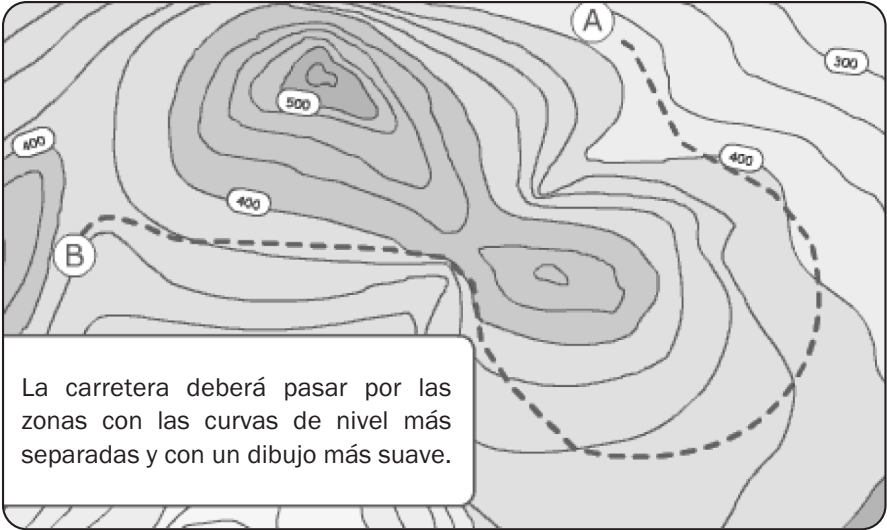 A
300
500
400
400
400
B
La carretera deberá pasar por las
zonas con las curvas de nivel más
separadas y con un dibujo más suave.